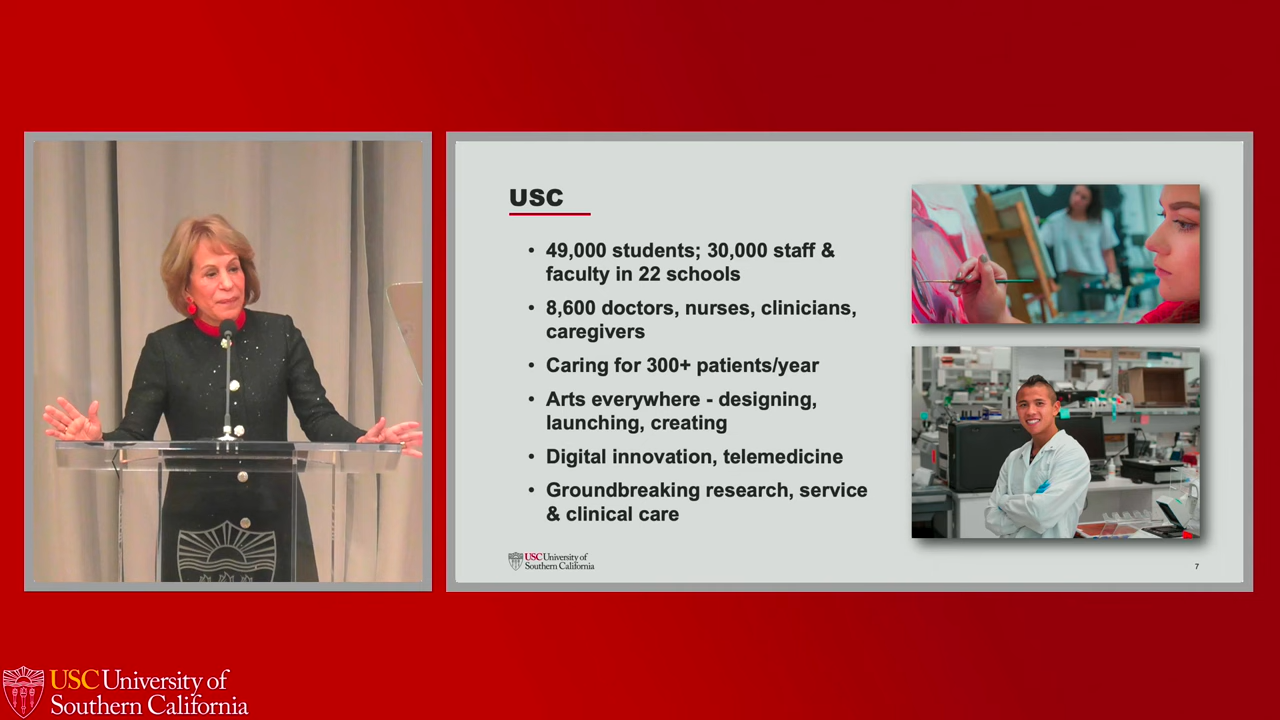 USC
• 49,000 students; 30,000 staff &
faculty in 22 schools
• 8,600 doctors, nurses, clinicians,
caregivers
• Caring for 300+ patients/year
• Arts everywhere - designing,
launching, creating
• Digital innovation, telemedicine
• Groundbreaking research, service
& clinical care
USC University of
Southern California
7
USC University of
Southern California